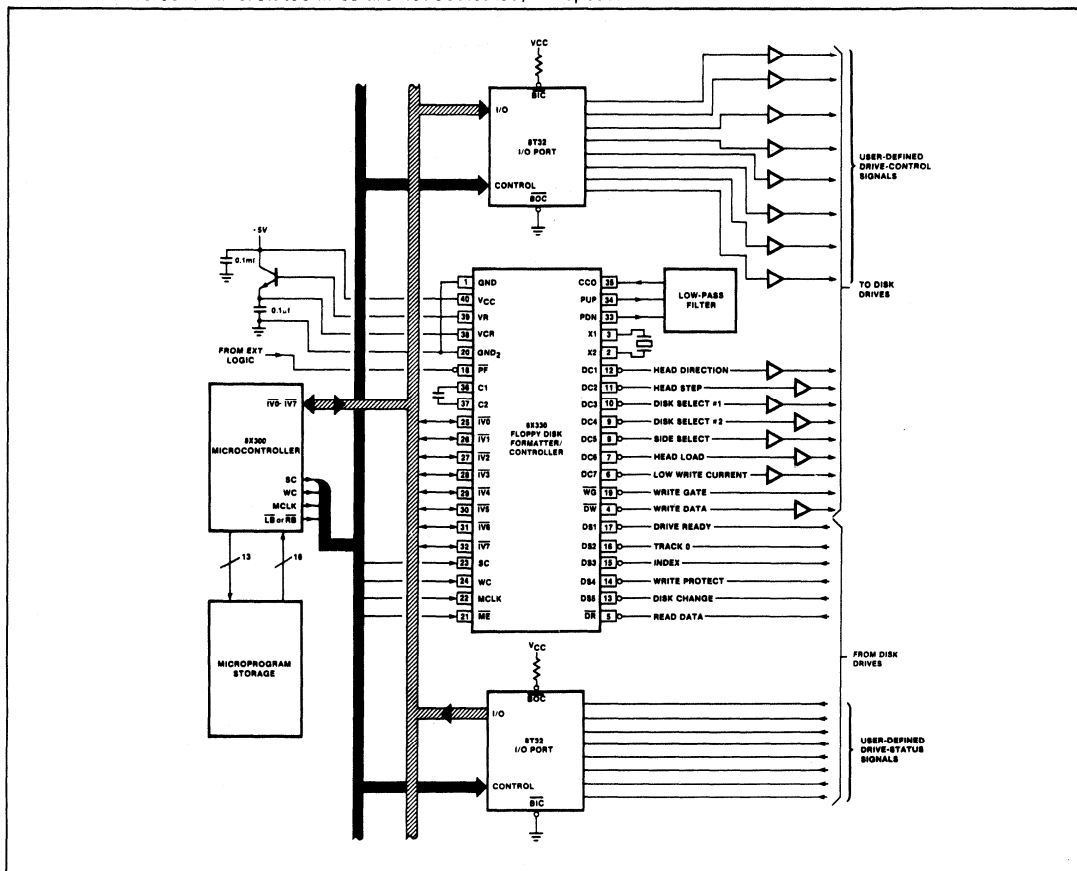 VCC
BIC
I/O
8T32
I/O PORT
CONTROL
BOC
USER-DEFINED
DRIVE-CONTROL
SIGNALS
TO DISK
DRIVES
-5V
0.1mf
0.1uf
FROM EXT
LOGIC
1 GND
40 VCC
39 VR
38 VCR
20 GND2
18 PF
36 C1
37 C2
25 IV0
26 IV1
27 IV2
28 IV3
29 IV4
30 IV5
31 IV6
32 IV7
23 SC
24 WC
22 MCLK
21 ME
8X330
FLOPPY DISK
FORMATTER/
CONTROLLER
CCO 35
PUP 34
PDN 33
X1 3
X2 2
LOW-PASS
FILTER
DC1 12 HEAD DIRECTION
DC2 11 HEAD STEP
DC3 10 DISK SELECT #1
DC4 9 DISK SELECT #2
DC5 8 SIDE SELECT
DC6 7 HEAD LOAD
DC7 6 LOW WRITE CURRENT
WG 19 WRITE GATE
DW 4 WRITE DATA
DS1 17 DRIVE READY
DS2 16 TRACK 0
DS3 15 INDEX
DS4 14 WRITE PROTECT
DS5 13 DISK CHANGE
DR 5 READ DATA
IV0- IV7
8X300
MICROCONTROLLER
SC
WC
MCLK
LB or RB
13
16
MICROPROGRAM
STORAGE
VCC
BOC
I/O
8T32
I/O PORT
CONTROL
BIC
FROM DISK
DRIVES
USER-DEFINED
DRIVE-STATUS
SIGNALS